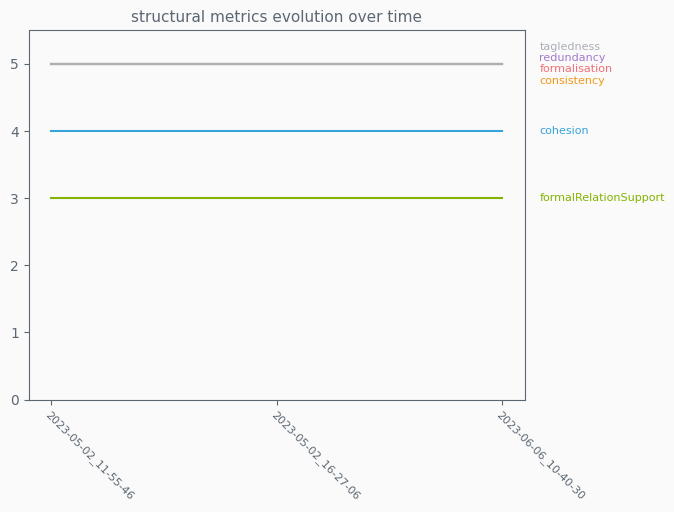 structural metrics evolution over time
tagledness
redundancy
formalisation
consistency
cohesion
formalRelationSupport
5
4
3
2
1
0
2023-05-02_11-55-46
2023-05-02_16-27-06
2023-06-06_10-40-30